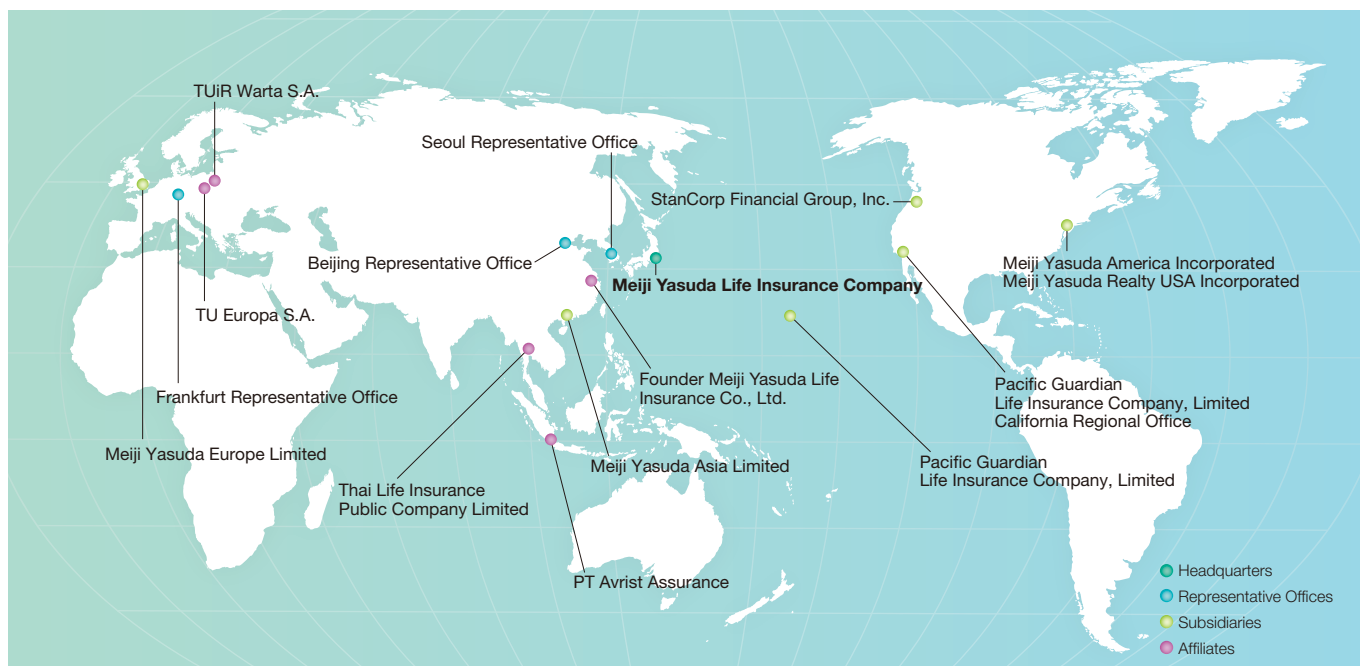 TUiR Warta S.A.
Seoul Representative Office
StanCorp Financial Group, Inc.
Beijing Representative Office
Meiji Yasuda Life Insurance Company
Meiji Yasuda America Incorporated
Meiji Yasuda Realty USA Incorporated
TU Europa S.A.
Frankfurt Representative Office
Founder Meiji Yasuda Life
Insurance Co., Ltd.
Pacific Guardian
Life Insurance Company, Limited
California Regional Office
Meiji Yasuda Europe Limited
Meiji Yasuda Asia Limited
Pacific Guardian
Life Insurance Company, Limited
Thai Life Insurance
Public Company Limited
PT Avrist Assurance
Headquarters
Representative Offices
Subsidiaries
Affiliates